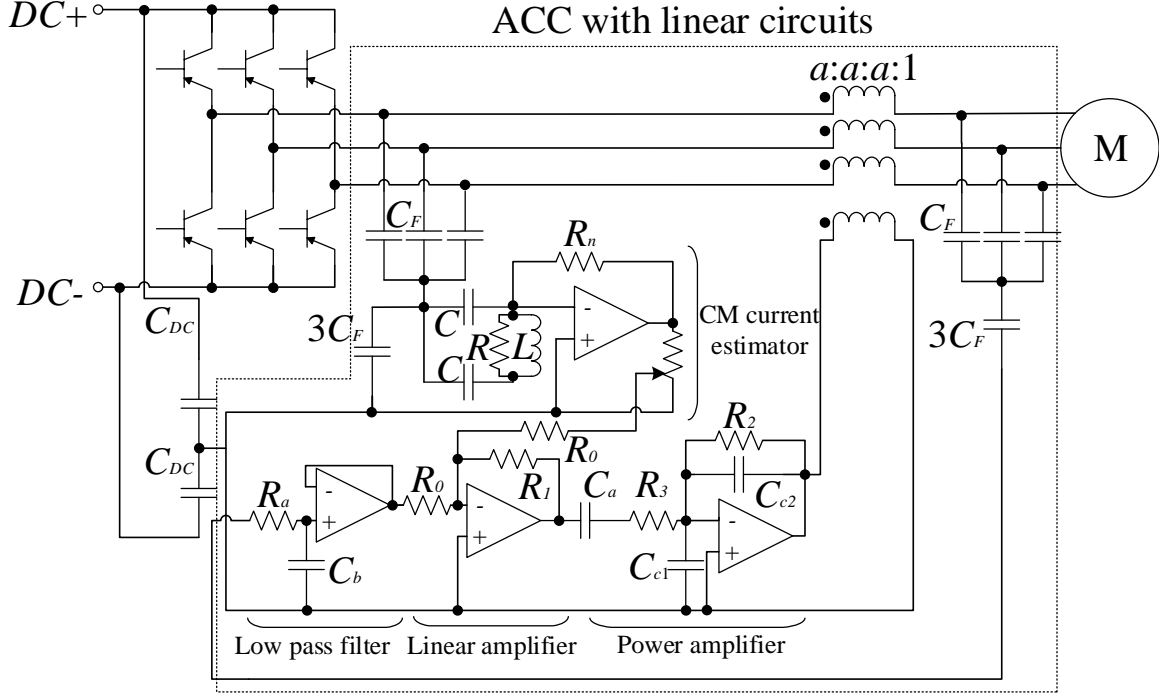 ACC with linear circuits
DC+
a:a:a:1
M
C_F
C_F
DC-
R_n
C_DC
3C_F
C
R
L
C
-
+
CM current
estimator
3C_F
C_DC
R_0
R_2
R_a
-
+
R_0
R_1
C_a
R_3
C_c2
-
+
-
+
C_b
C_c1
Low pass filter
Linear amplifier
Power amplifier